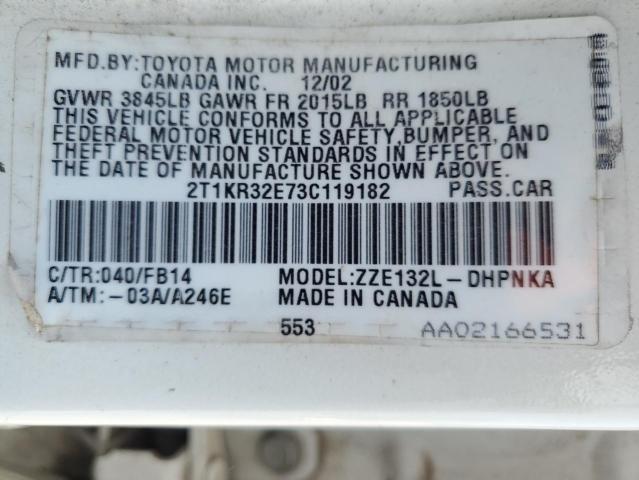 MFD.BY:TOYOTA MOTOR MANUFACTURING
CANADA INC. 12/02
GVWR 3845LB GAWR FR 2015LB RR 1850LB
THIS VEHICLE CONFORMS TO ALL APPLICABLE
FEDERAL MOTOR VEHICLE SAFETY,BUMPER, AND
THEFT PREVENTION STANDARDS IN EFFECT ON
THE DATE OF MANUFACTURE SHOWN ABOVE.
2T1KR32E73C119182 PASS.CAR
C/TR:040/FB14 MODEL:ZZE132L-DHPNKA
A/TM:-03A/A246E MADE IN CANADA
553 AA02166531